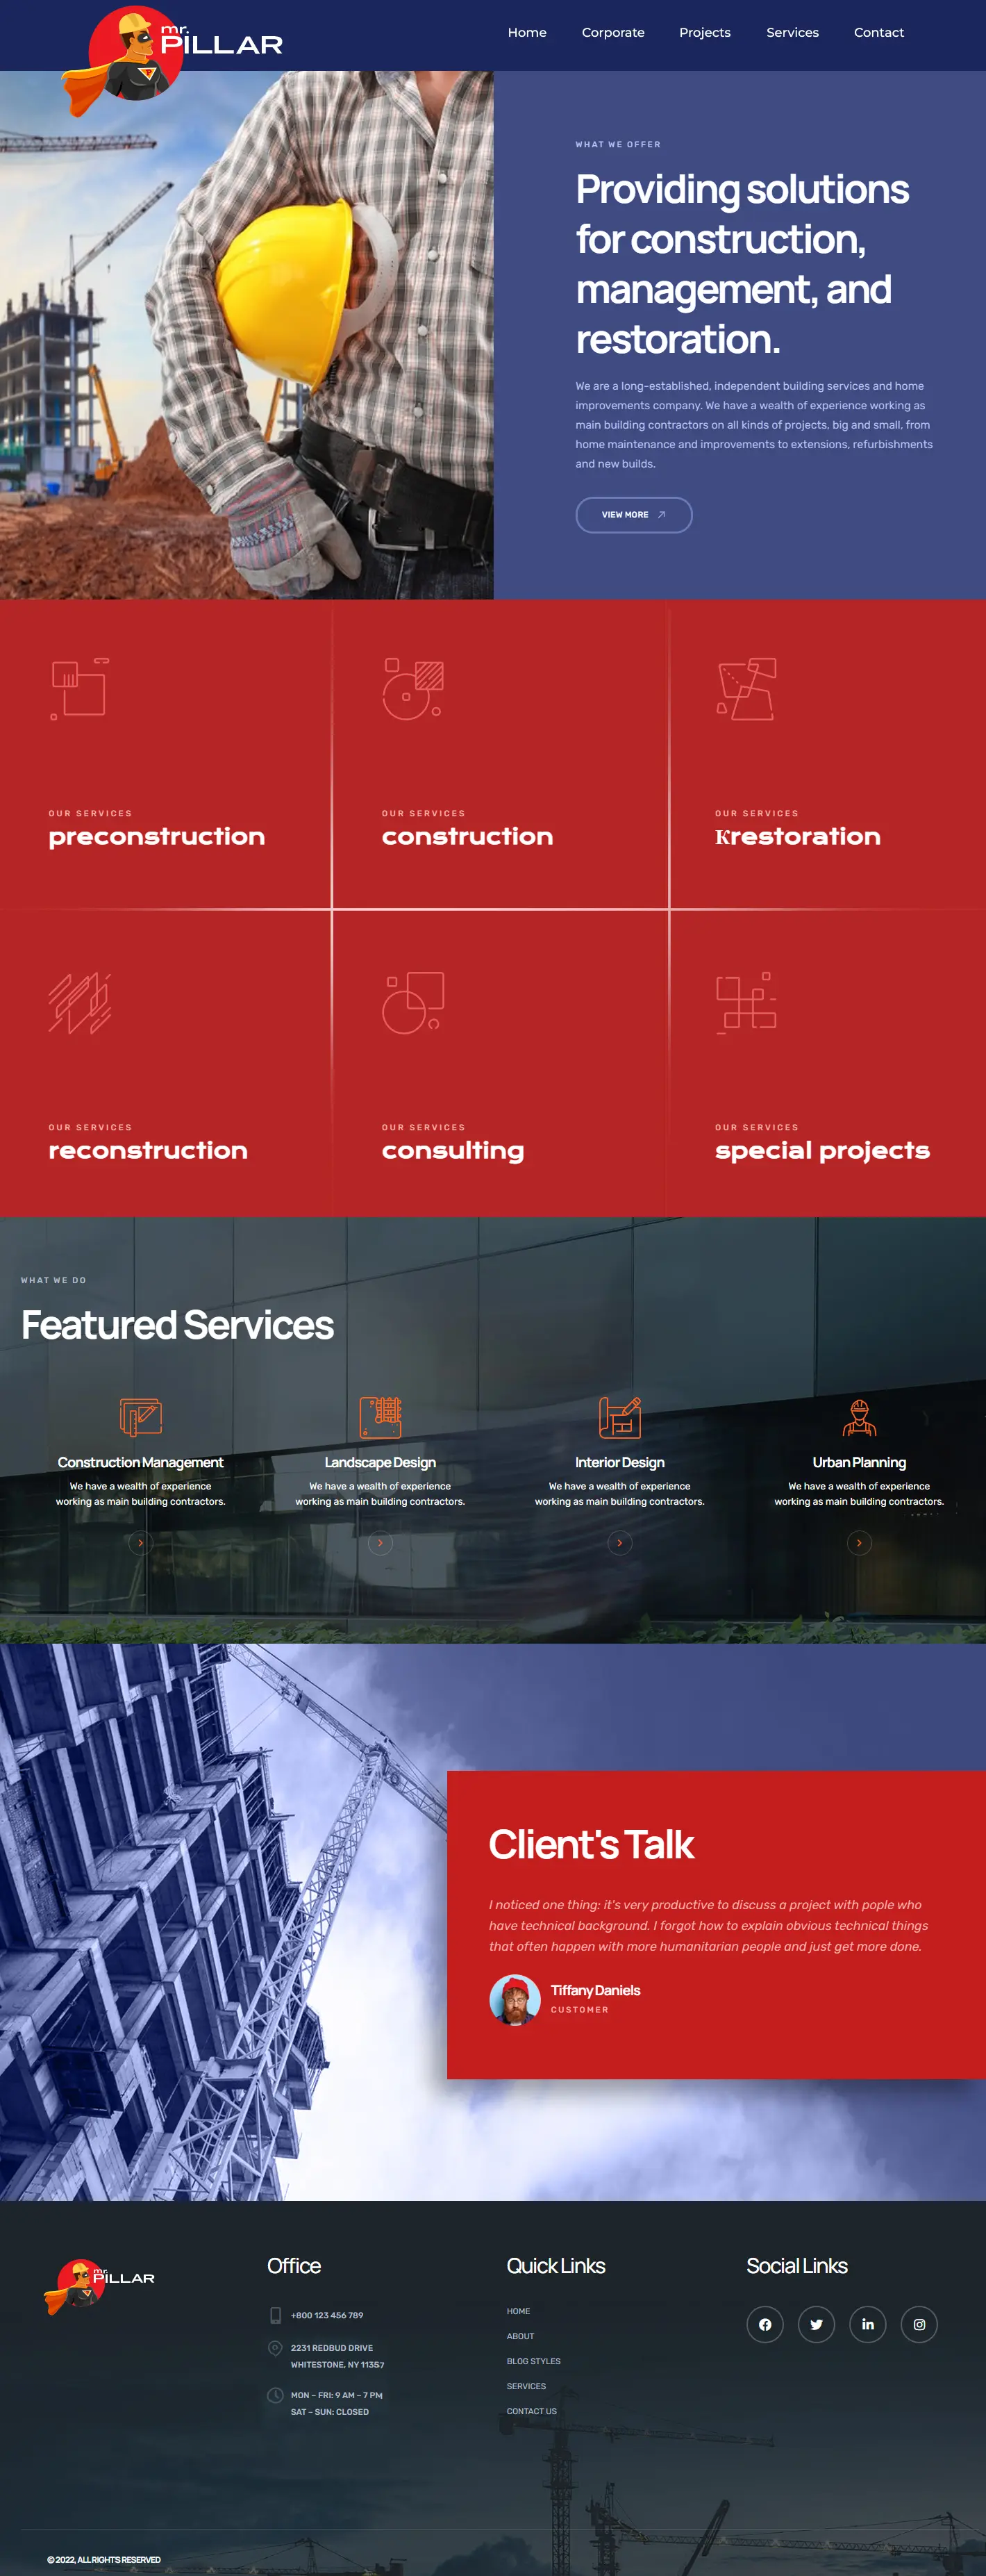 mr.
PILLAR
Home Corporate Projects Services Contact
WHAT WE OFFER
Providing solutions
for construction,
management, and
restoration.
We are a long-established, independent building services and home
improvements company. We have a wealth of experience working as
main building contractors on all kinds of projects, big and small, from
home maintenance and improvements to extensions, refurbishments
and new builds.
VIEW MORE
OUR SERVICES
preconstruction
OUR SERVICES
construction
OUR SERVICES
Кrestoration
OUR SERVICES
reconstruction
OUR SERVICES
consulting
OUR SERVICES
special projects
WHAT WE DO
Featured Services
Construction Management
We have a wealth of experience
working as main building contractors.
Landscape Design
We have a wealth of experience
working as main building contractors.
Interior Design
We have a wealth of experience
working as main building contractors.
Urban Planning
We have a wealth of experience
working as main building contractors.
Client's Talk
I noticed one thing: it's very productive to discuss a project with pople who
have technical background. I forgot how to explain obvious technical things
that often happen with more humanitarian people and just get more done.
Tiffany Daniels
CUSTOMER
mr.
PILLAR
Office
+800 123 456 789
2231 REDBUD DRIVE
WHITESTONE, NY 11357
MON – FRI: 9 AM – 7 PM
SAT – SUN: CLOSED
Quick Links
HOME
ABOUT
BLOG STYLES
SERVICES
CONTACT US
Social Links
© 2022, ALL RIGHTS RESERVED